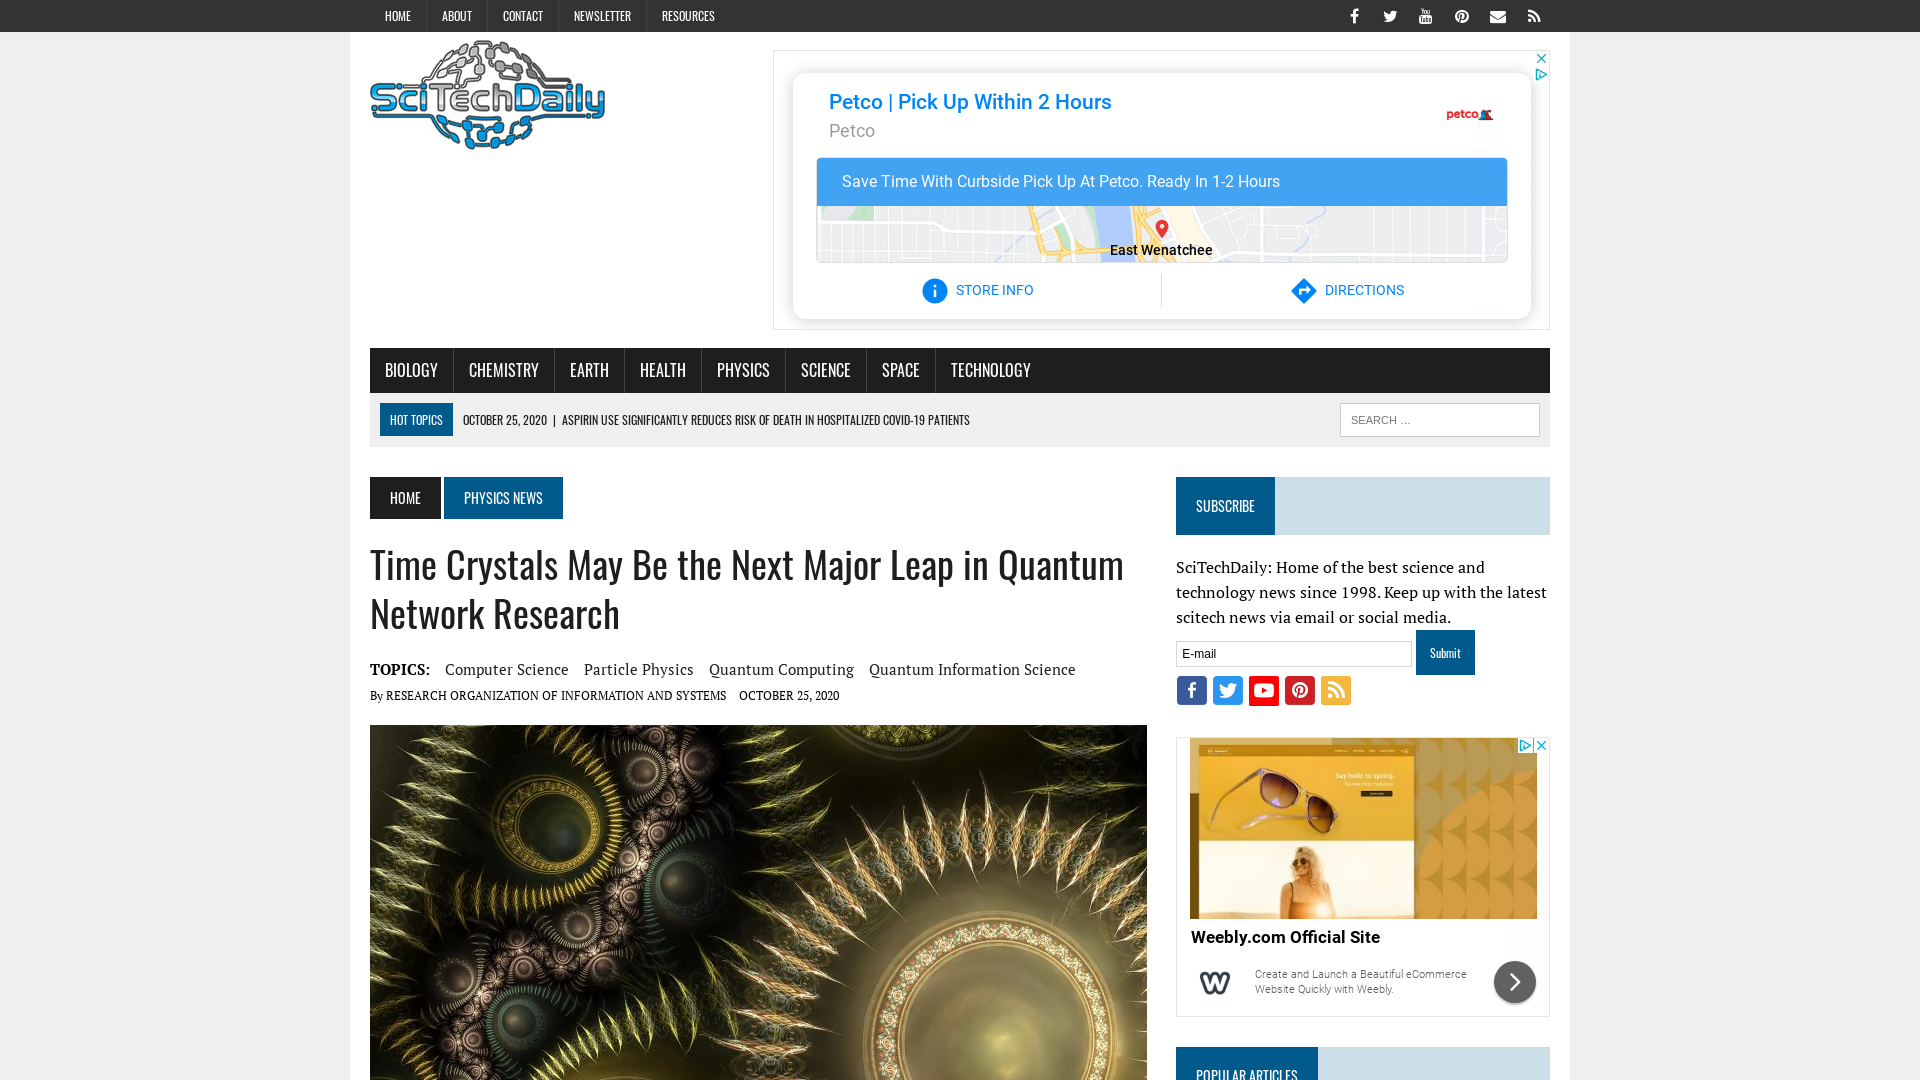 HOME ABOUT CONTACT NEWSLETTER RESOURCES
SciTechDaily
Petco | Pick Up Within 2 Hours
Petco
petco
Save Time With Curbside Pick Up At Petco. Ready In 1-2 Hours
East Wenatchee
STORE INFO DIRECTIONS
BIOLOGY CHEMISTRY EARTH HEALTH PHYSICS SCIENCE SPACE TECHNOLOGY
HOT TOPICS OCTOBER 25, 2020 | ASPIRIN USE SIGNIFICANTLY REDUCES RISK OF DEATH IN HOSPITALIZED COVID-19 PATIENTS
SEARCH …
HOME PHYSICS NEWS
Time Crystals May Be the Next Major Leap in Quantum
Network Research
TOPICS: Computer Science Particle Physics Quantum Computing Quantum Information Science
By RESEARCH ORGANIZATION OF INFORMATION AND SYSTEMS OCTOBER 25, 2020
SUBSCRIBE
SciTechDaily: Home of the best science and
technology news since 1998. Keep up with the latest
scitech news via email or social media.
E-mail Submit
Say hello to spring.
Weebly.com Official Site
Create and Launch a Beautiful eCommerce
Website Quickly with Weebly.
POPULAR ARTICLES